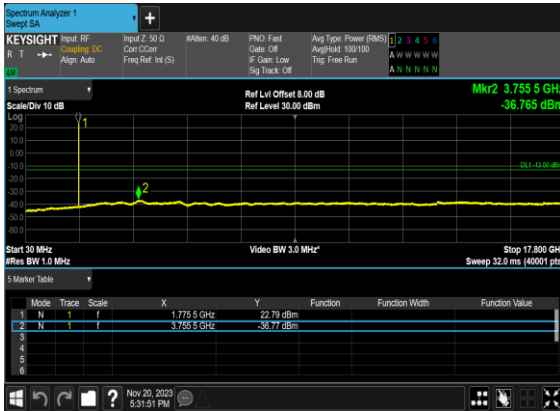 Spectrum Analyzer 1
Swept SA
+
KEYSIGHT Input: RF Input Z: 50 Ω #Atten: 40 dB PNO: Fast Avg Type: Power (RMS) 1 2 3 4 5 6
R T Coupling: DC Corr CCorr Gate: Off Avg|Hold: 100/100 A W W W W W
Align: Auto Freq Ref: Int (S) IF Gain: Low Trig: Free Run
Sig Track: Off A N N N N N
1 Spectrum Ref Lvl Offset 8.00 dB Mkr2 3.755 5 GHz
Scale/Div 10 dB Ref Level 30.00 dBm -36.765 dBm
Log
20.0
10.0
0.00
-10.0
-20.0
-30.0
-40.0
-50.0
-60.0
1
DL1 -13.00 dBm
2
Start 30 MHz Video BW 3.0 MHz* Stop 17.800 GHz
#Res BW 1.0 MHz Sweep 32.0 ms (40001 pts)
5 Marker Table
Mode Trace Scale X Y Function Function Width Function Value
1 N 1 f 1.775 5 GHz 22.79 dBm
2 N 1 f 3.755 5 GHz -36.77 dBm
3
4
5
6
? Nov 20, 2023
5:31:51 PM